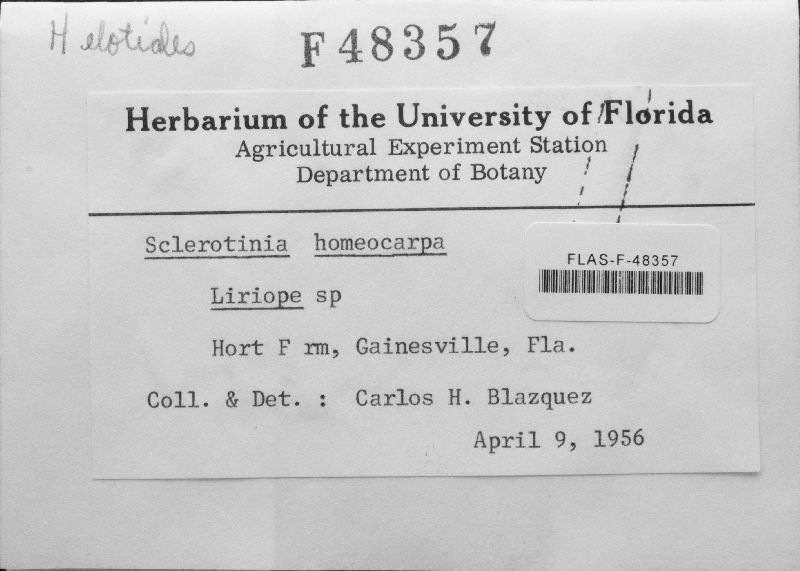 Helotiales
F48357
Herbarium of the University of Florida
Agricultural Experiment Station
Department of Botany
Sclerotinia homeocarpa
FLAS-F-48357
Liriope sp
Hort F rm, Gainesville, Fla.
Coll. & Det. : Carlos H. Blazquez
April 9, 1956